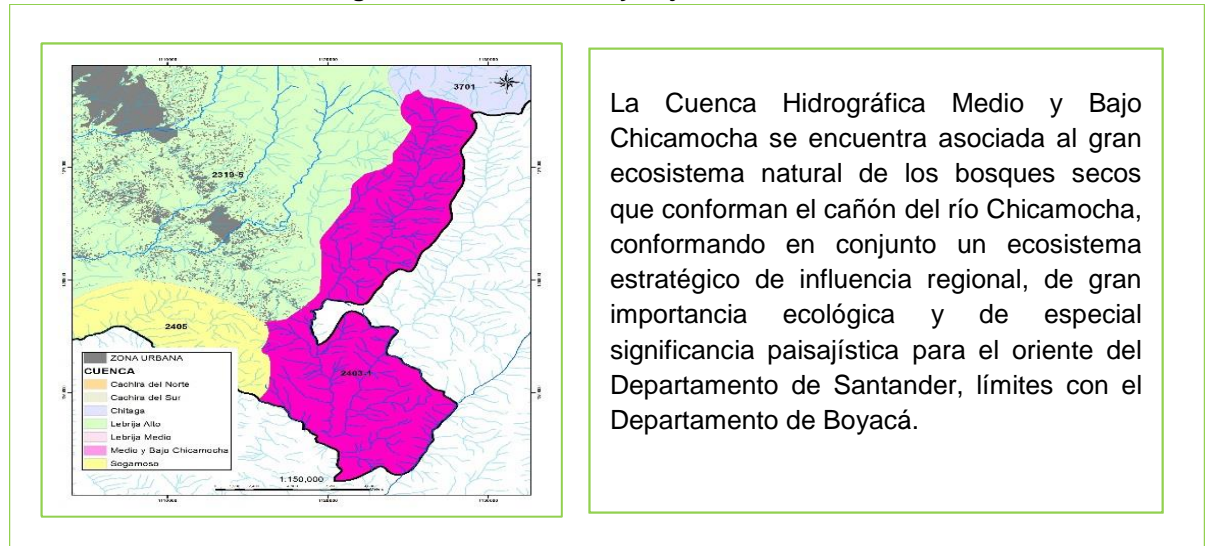 3701
2319-5
2405
2403-1
ZONA URBANA
CUENCA
Cachira del Norte
Cachira del Sur
Chitaga
Lebrija Alto
Lebrija Medio
Medio y Bajo Chicamocha
Sogamoso
1:150,000
La Cuenca Hidrográfica Medio y Bajo
Chicamocha se encuentra asociada al gran
ecosistema natural de los bosques secos
que conforman el cañón del río Chicamocha,
conformando en conjunto un ecosistema
estratégico de influencia regional, de gran
importancia ecológica y de especial
significancia paisajística para el oriente del
Departamento de Santander, límites con el
Departamento de Boyacá.